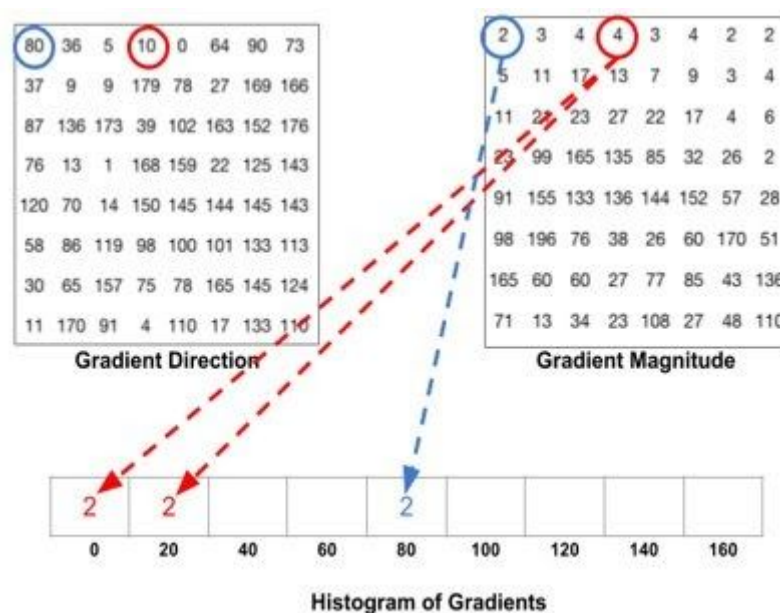 80 36 5 10 0 64 90 73
37 9 9 179 78 27 169 166
87 136 173 39 102 163 152 176
76 13 1 168 159 22 125 143
120 70 14 150 145 144 145 143
58 86 119 98 100 101 133 113
30 65 157 75 78 165 145 124
11 170 91 4 110 17 133 110
Gradient Direction
2 3 4 4 3 4 2 2
5 11 17 13 7 9 3 4
11 21 23 27 22 17 4 6
23 99 165 135 85 32 26 2
91 155 133 136 144 152 57 28
98 196 76 38 26 60 170 51
165 60 60 27 77 85 43 136
71 13 34 23 108 27 48 110
Gradient Magnitude
2 2 2
0 20 40 60 80 100 120 140 160
Histogram of Gradients